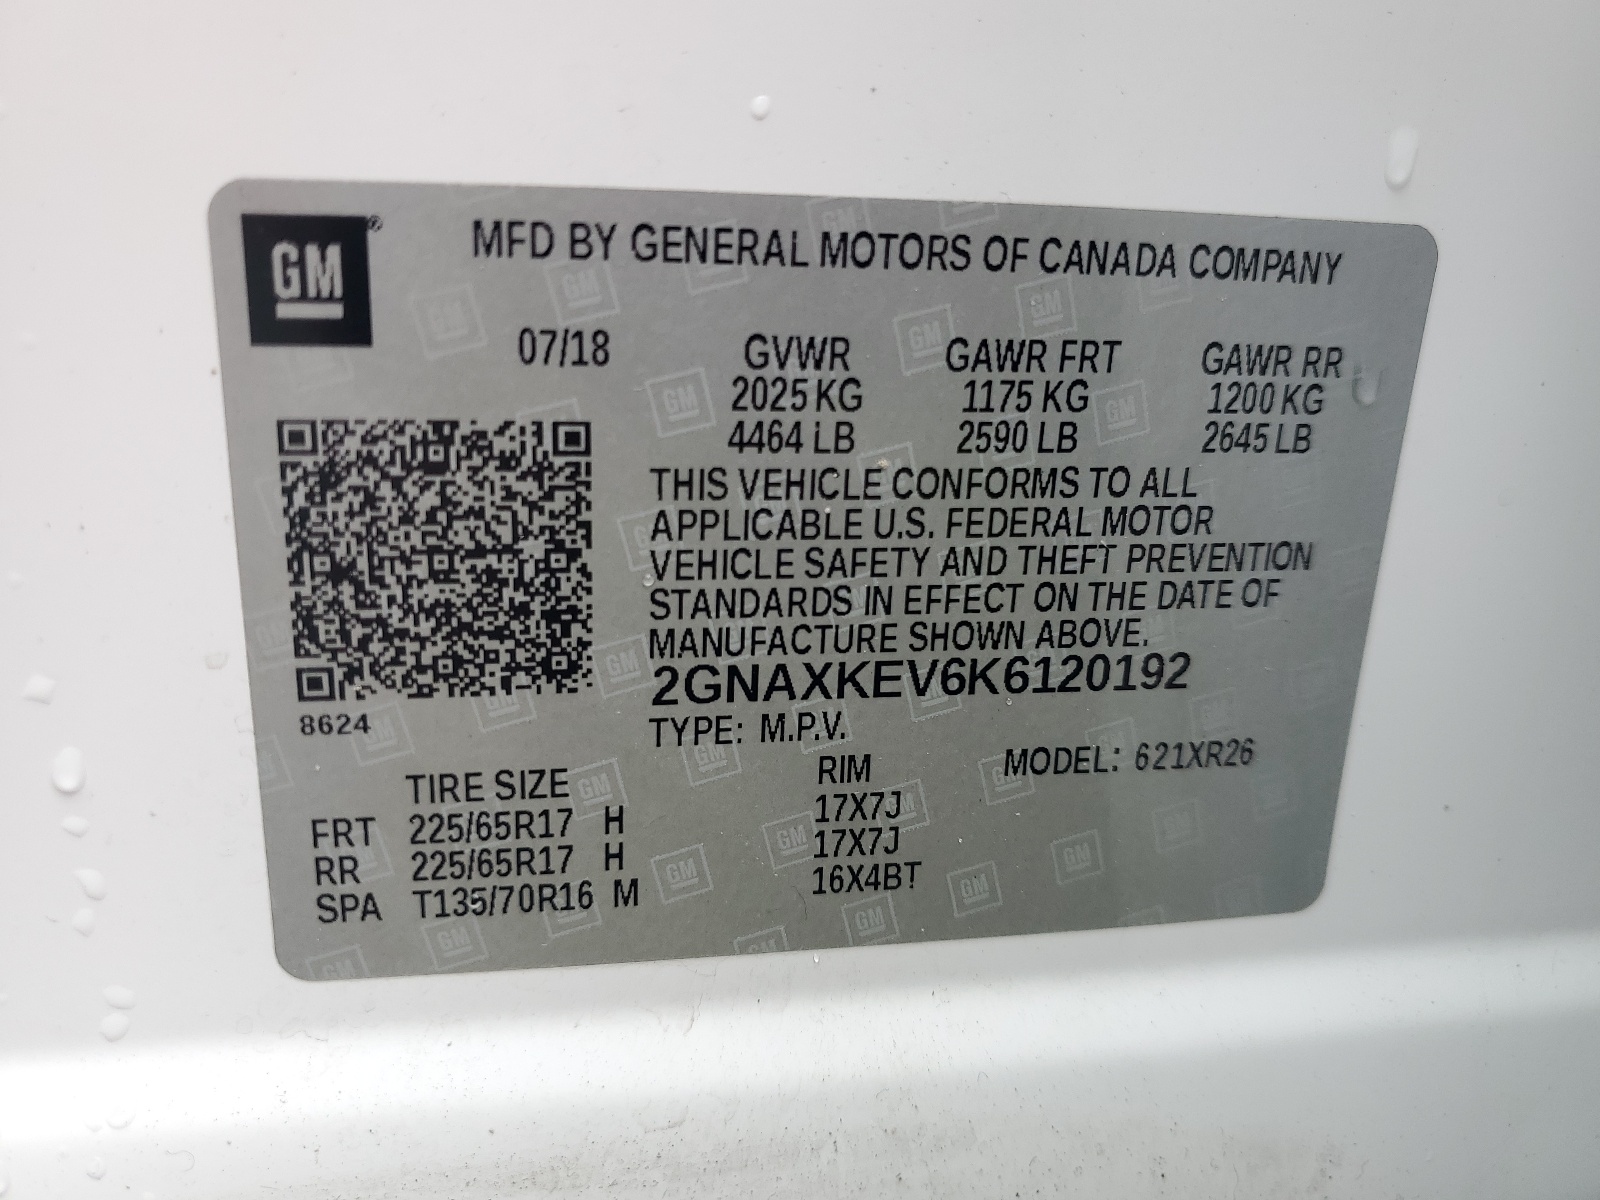 GM®
MFD BY GENERAL MOTORS OF CANADA COMPANY
07/18 GVWR GAWR FRT GAWR RR
2025 KG 1175 KG 1200 KG
4464 LB 2590 LB 2645 LB
THIS VEHICLE CONFORMS TO ALL
APPLICABLE U.S. FEDERAL MOTOR
VEHICLE SAFETY AND THEFT PREVENTION
STANDARDS IN EFFECT ON THE DATE OF
MANUFACTURE SHOWN ABOVE.
2GNAXKEV6K6120192
8624
TYPE: M.P.V.
MODEL: 621XR26
TIRE SIZE RIM
FRT 225/65R17 H 17X7J
RR 225/65R17 H 17X7J
SPA T135/70R16 M 16X4BT